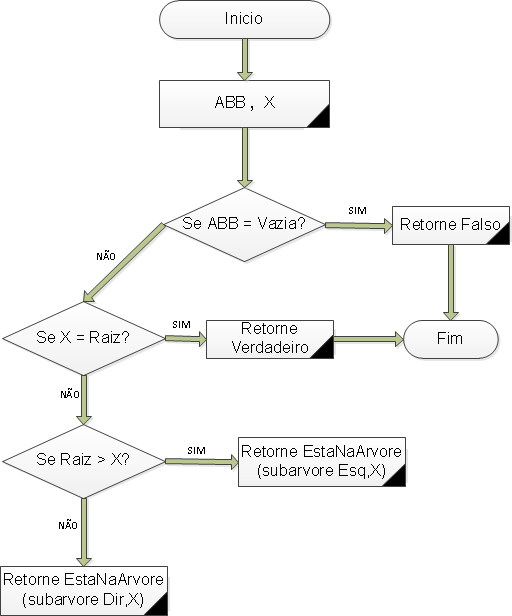 Inicio
ABB , X
Se ABB = Vazia?
SIM
Retorne Falso
NÃO
Se X = Raiz?
SIM
Retorne
Verdadeiro
Fim
NÃO
Se Raiz > X?
SIM
Retorne EstaNaArvore
(subarvore Esq,X)
NÃO
Retorne EstaNaArvore
(subarvore Dir,X)